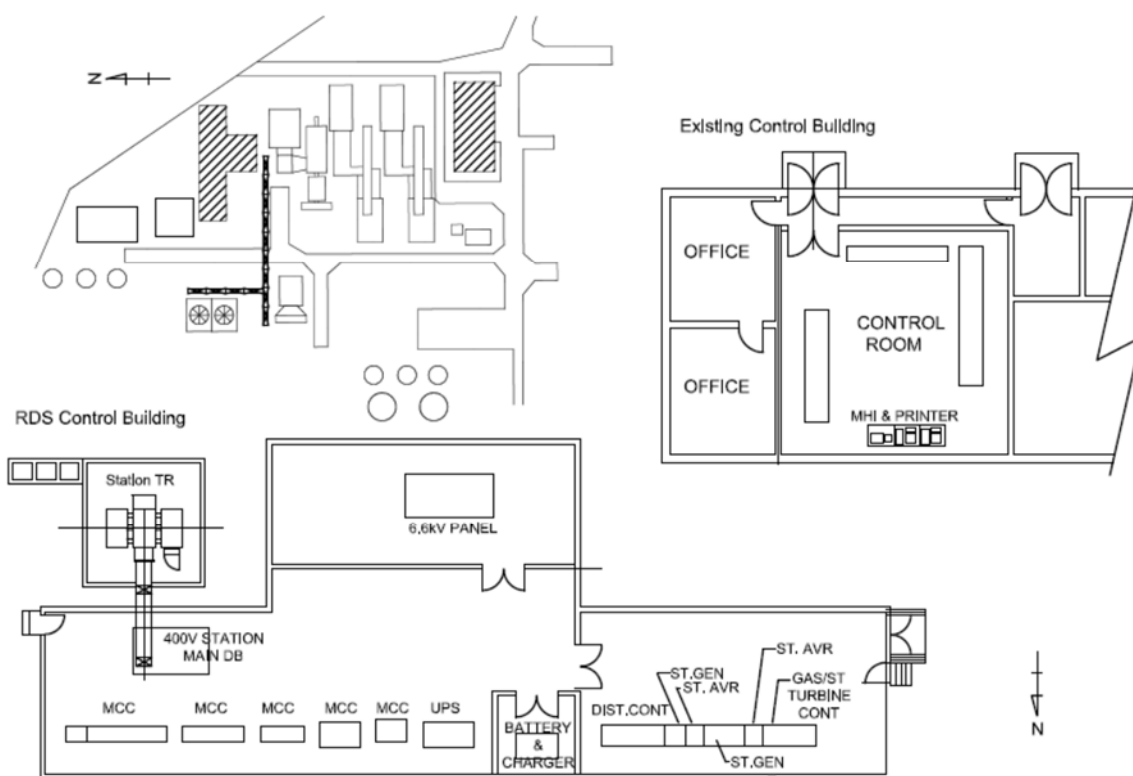 N
Existing Control Building
OFFICE
CONTROL
ROOM
OFFICE
MHI & PRINTER
RDS Control Building
Station TR
6.6kV PANEL
400V STATION
MAIN DB
ST. AVR
ST.GEN
ST. AVR
GAS/ST
TURBINE
CONT
MCC
MCC
MCC
MCC
MCC
UPS
BATTERY
&
CHARGER
DIST.CONT
ST.GEN
N